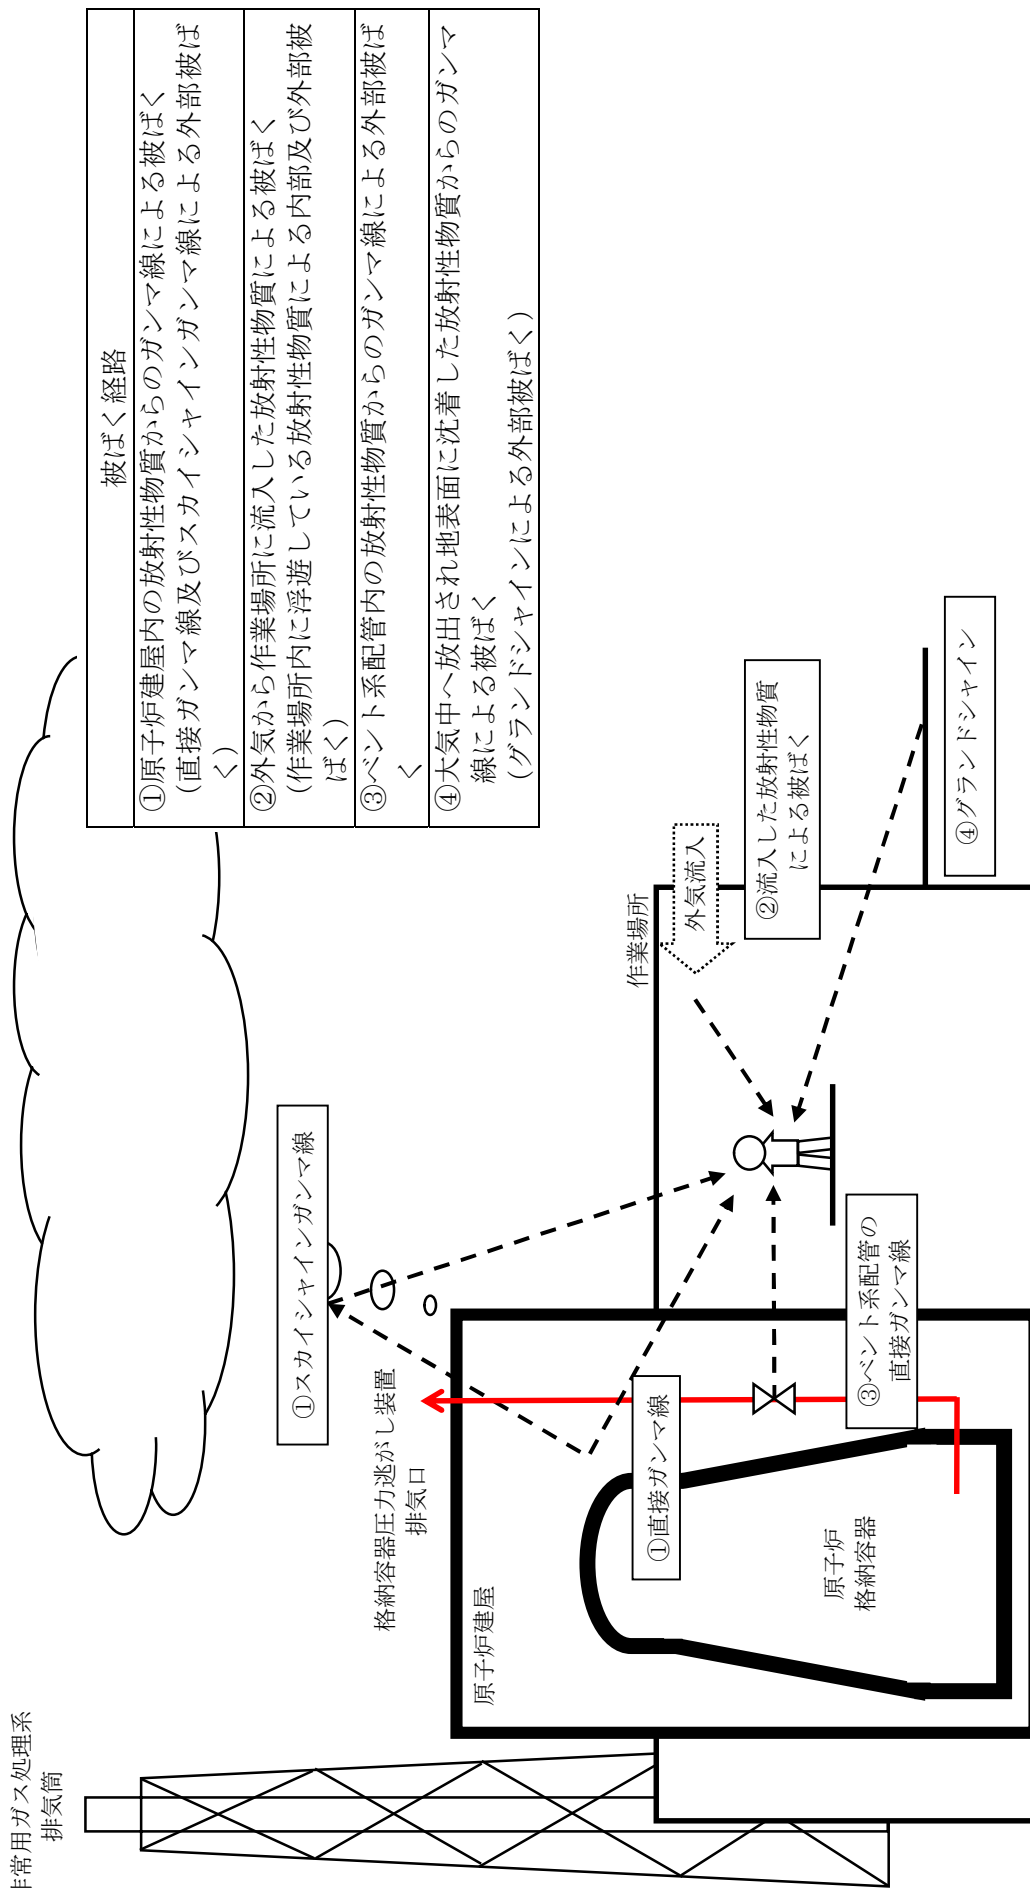 被ばく経路
①原子炉建屋内の放射性物質からのガンマ線による被ばく
(直接ガンマ線及びスカイシャインガンマ線による外部被ば
く)
②外気から作業場所に流入した放射性物質による被ばく
(作業場所内に浮遊している放射性物質による内部及び外部被
ばく)
③ベント系配管内の放射性物質からのガンマ線による外部被ば
く
④大気中へ放出され地表面に沈着した放射性物質からのガンマ
線による被ばく
(グランドシャインによる外部被ばく)
非常用ガス処理系
排気筒
①スカイシャインガンマ線
格納容器圧力逃がし装置
排気口
原子炉建屋
①直接ガンマ線
原子炉
格納容器
③ベント系配管の
直接ガンマ線
作業場所
外気流入
②流入した放射性物質
による被ばく
④グランドシャイン